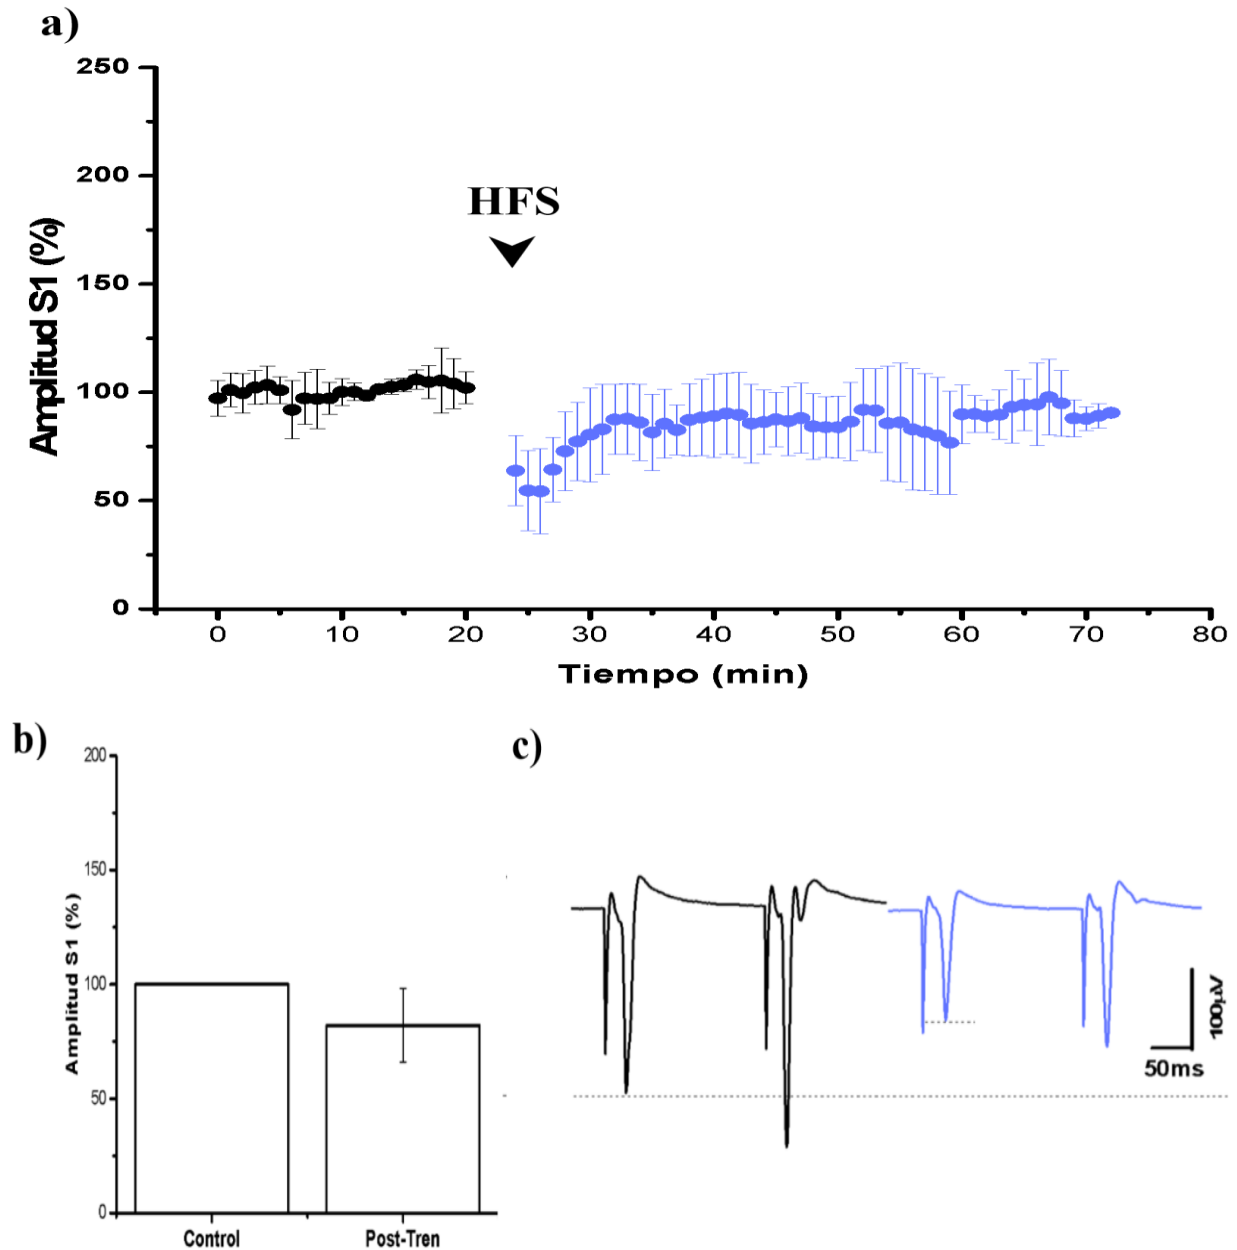 a)
250
200
150
100
50
0
Amplitud S1 (%)
HFS
0 10 20 30 40 50 60 70 80
Tiempo (min)
b)
200
150
100
50
0
Amplitud S1 (%)
Control Post-Tren
c)
100µV
50ms